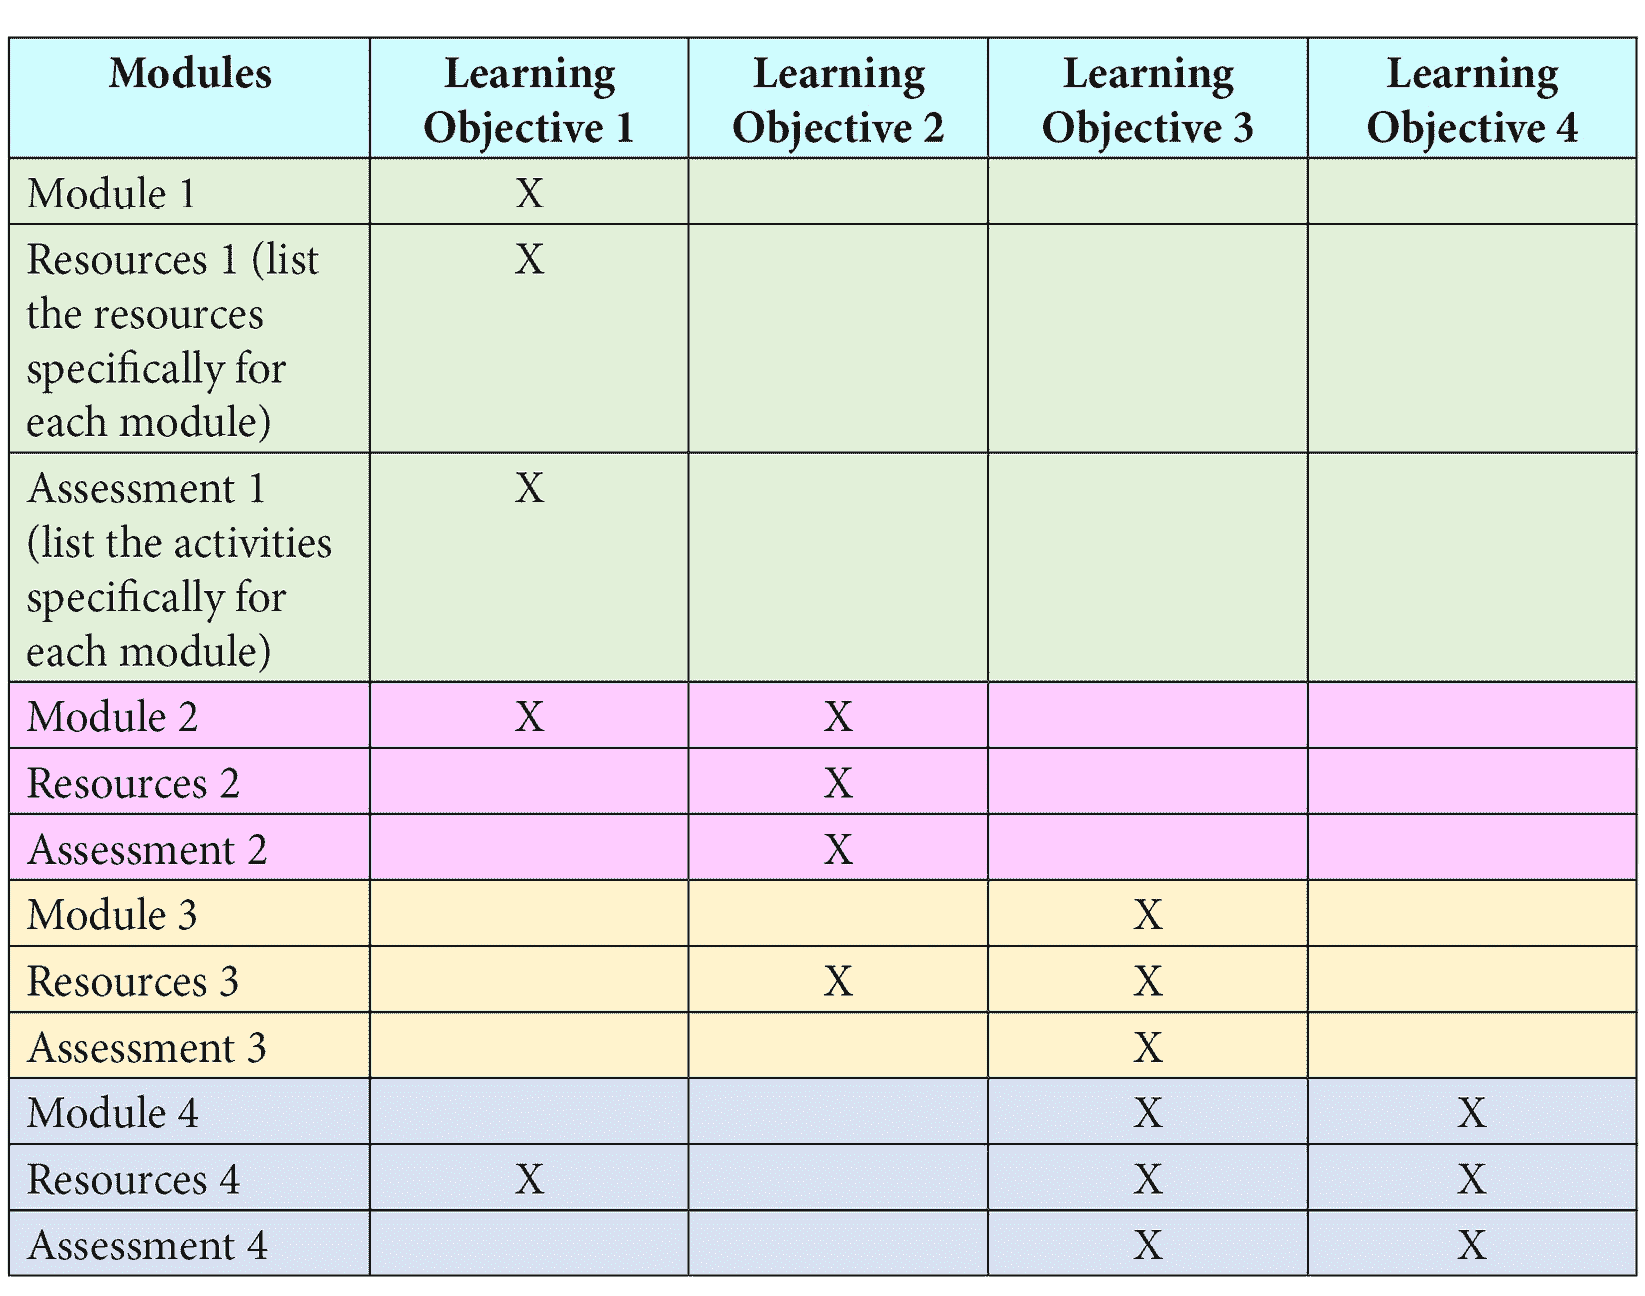 Modules Learning Learning Learning Learning
Objective 1 Objective 2 Objective 3 Objective 4
Module 1 X
Resources 1 (list X
the resources
specifically for
each module)
Assessment 1 X
(list the activities
specifically for
each module)
Module 2 X X
Resources 2 X
Assessment 2 X
Module 3 X
Resources 3 X X
Assessment 3 X
Module 4 X X
Resources 4 X X X
Assessment 4 X X